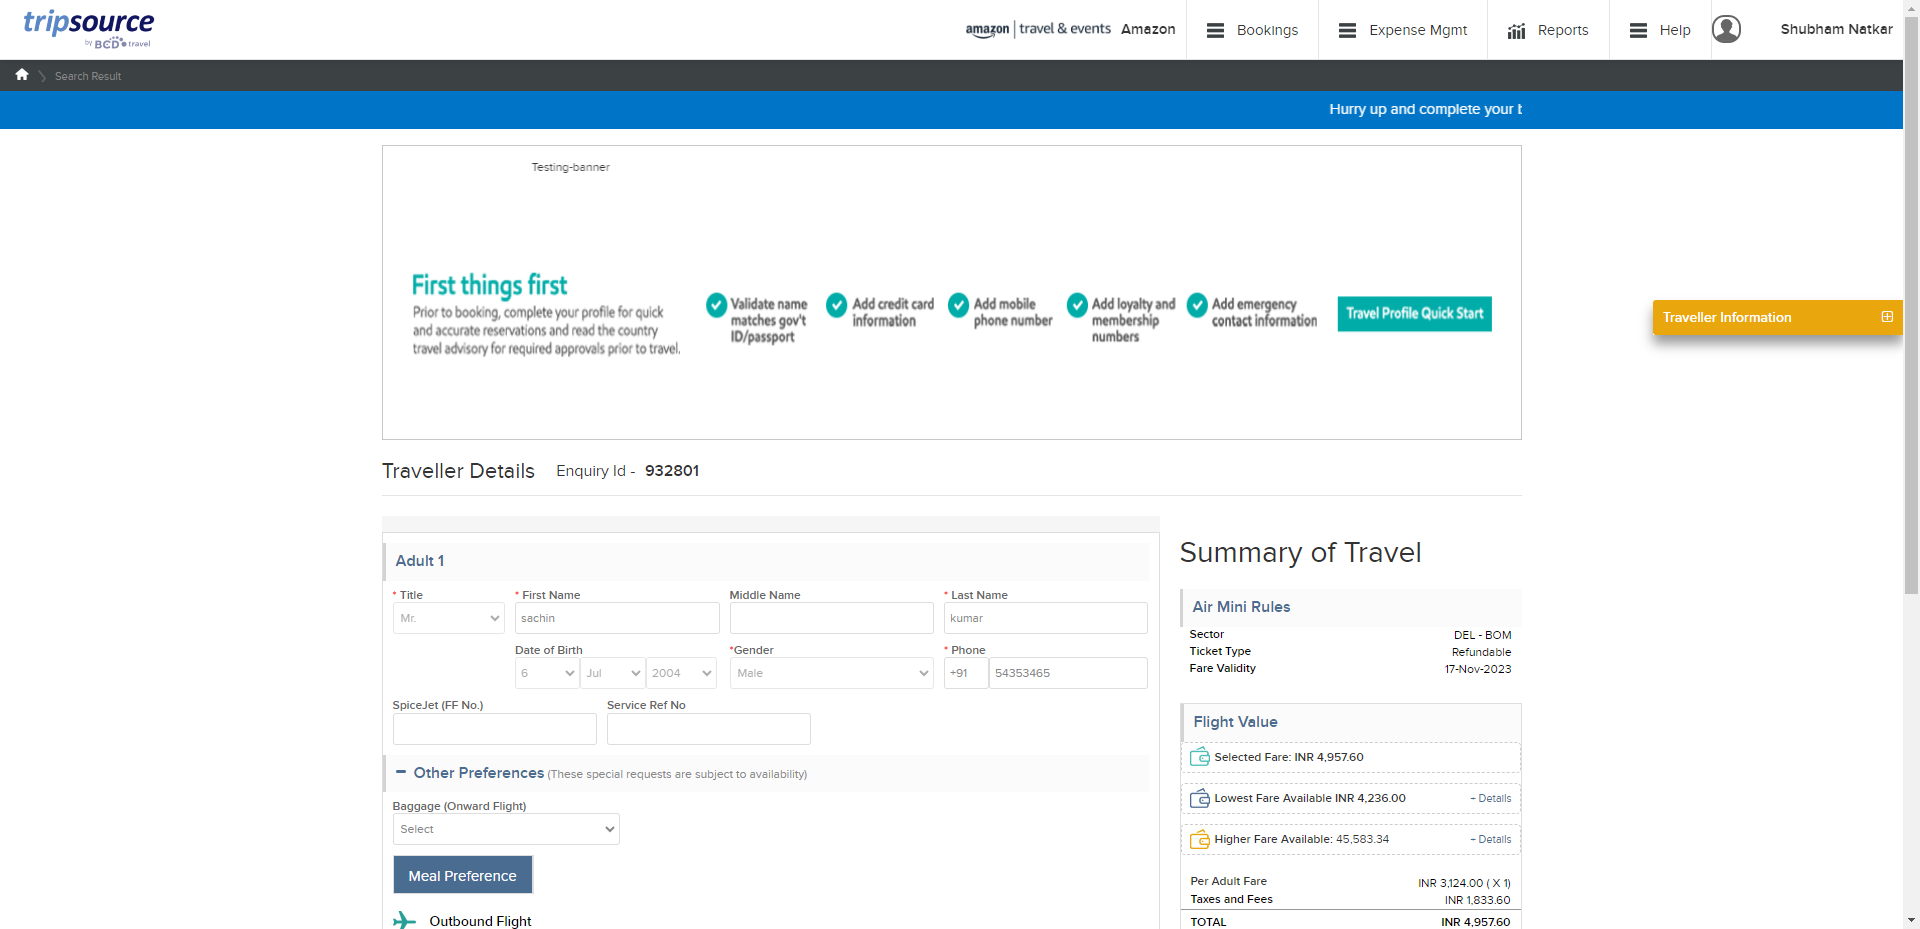 tripsource
by BCD travel
amazon | travel & events Amazon
Bookings
Expense Mgmt
Reports
Help
Shubham Natkar
Search Result
Hurry up and complete your
Testing-banner
First things first
Prior to booking, complete your profile for quick
and accurate reservations and read the country
travel advisory for required approvals prior to travel.
Validate name
matches gov't
ID/passport
Add credit card
information
Add mobile
phone number
Add loyalty and
membership
numbers
Add emergency
contact information
Travel Profile Quick Start
Traveller Information
Traveller Details Enquiry Id - 932801
Adult 1
* Title
Mr.
* First Name
sachin
Middle Name
* Last Name
kumar
Date of Birth
6 Jul 2004
*Gender
Male
* Phone
+91 54353465
SpiceJet (FF No.)
Service Ref No
− Other Preferences (These special requests are subject to availability)
Baggage (Onward Flight)
Select
Meal Preference
Outbound Flight
Summary of Travel
Air Mini Rules
Sector DEL - BOM
Ticket Type Refundable
Fare Validity 17-Nov-2023
Flight Value
Selected Fare: INR 4,957.60
Lowest Fare Available INR 4,236.00 + Details
Higher Fare Available: 45,583.34 + Details
Per Adult Fare INR 3,124.00 ( X 1)
Taxes and Fees INR 1,833.60
TOTAL INR 4,957.60